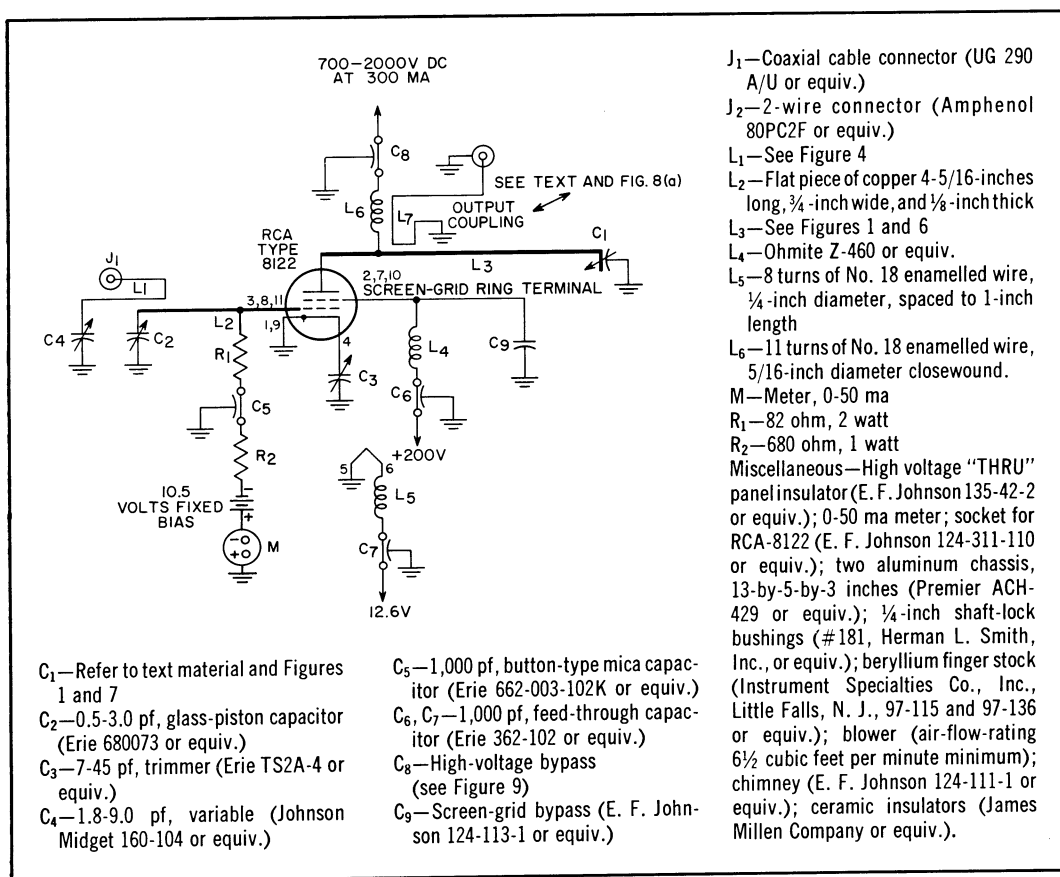 700–2000V DC
AT 300 MA
C8
SEE TEXT AND FIG. 8(a)
OUTPUT
COUPLING
L6
L7
C1
RCA
TYPE
8122
L3
J1
L1
2,7,10
SCREEN-GRID RING TERMINAL
3,8,11
L2
1,9
4
C4
C2
R1
L4
C9
C3
C6
C5
+200V
R2
5
6
L5
10.5
VOLTS FIXED
BIAS
–
+
– +
M
C7
12.6V
C₁—Refer to text material and Figures
1 and 7
C₂—0.5-3.0 pf, glass-piston capacitor
(Erie 680073 or equiv.)
C₃—7-45 pf, trimmer (Erie TS2A-4 or
equiv.)
C₄—1.8-9.0 pf, variable (Johnson
Midget 160-104 or equiv.)
C₅—1,000 pf, button-type mica capac-
itor (Erie 662-003-102K or equiv.)
C₆, C₇—1,000 pf, feed-through capac-
itor (Erie 362-102 or equiv.)
C₈—High-voltage bypass
(see Figure 9)
C₉—Screen-grid bypass (E. F. John-
son 124-113-1 or equiv.)
J₁—Coaxial cable connector (UG 290
A/U or equiv.)
J₂—2-wire connector (Amphenol
80PC2F or equiv.)
L₁—See Figure 4
L₂—Flat piece of copper 4-5/16-inches
long, ¾-inch wide, and ⅛-inch thick
L₃—See Figures 1 and 6
L₄—Ohmite Z-460 or equiv.
L₅—8 turns of No. 18 enamelled wire,
¼-inch diameter, spaced to 1-inch
length
L₆—11 turns of No. 18 enamelled wire,
5/16-inch diameter closewound.
M—Meter, 0-50 ma
R₁—82 ohm, 2 watt
R₂—680 ohm, 1 watt
Miscellaneous—High voltage "THRU"
panel insulator (E. F. Johnson 135-42-2
or equiv.); 0-50 ma meter; socket for
RCA-8122 (E. F. Johnson 124-311-110
or equiv.); two aluminum chassis,
13-by-5-by-3 inches (Premier ACH-
429 or equiv.); ¼-inch shaft-lock
bushings (#181, Herman L. Smith,
Inc., or equiv.); beryllium finger stock
(Instrument Specialties Co., Inc.,
Little Falls, N. J., 97-115 and 97-136
or equiv.); blower (air-flow-rating
6½ cubic feet per minute minimum);
chimney (E. F. Johnson 124-111-1 or
equiv.); ceramic insulators (James
Millen Company or equiv.).